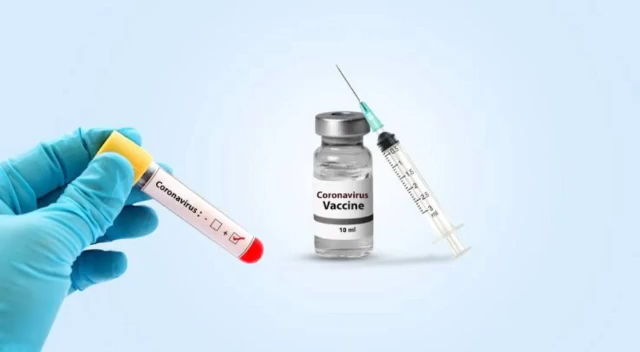 Coronavirus : - 
+
Coronavirus
Vaccine
10 ml